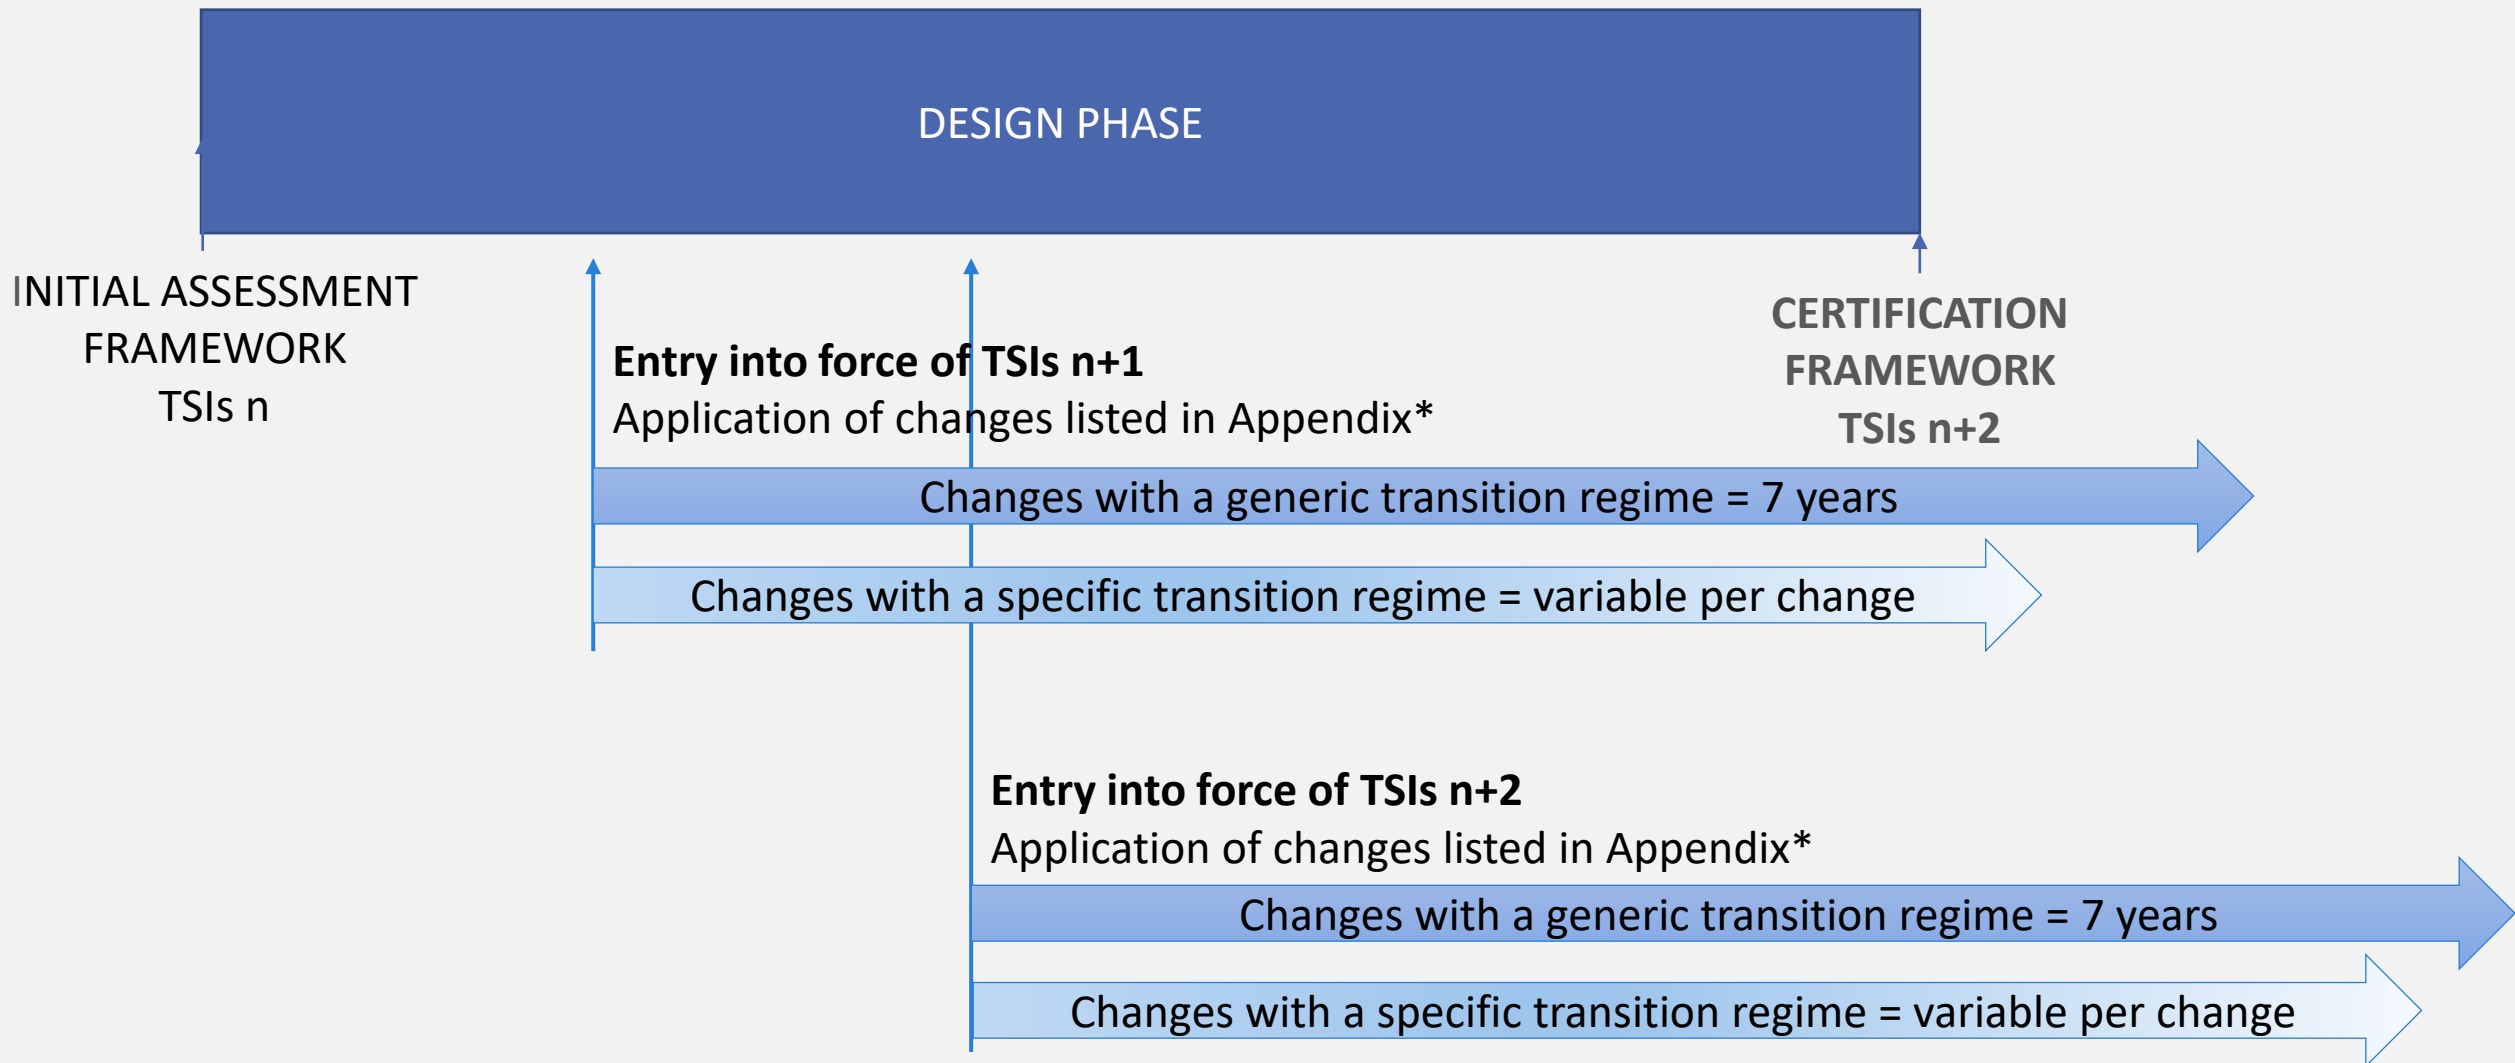 DESIGN PHASE
INITIAL ASSESSMENT
FRAMEWORK
TSIs n
CERTIFICATION
FRAMEWORK
TSIs n+2
Entry into force of TSIs n+1
Application of changes listed in Appendix*
Changes with a generic transition regime = 7 years
Changes with a specific transition regime = variable per change
Entry into force of TSIs n+2
Application of changes listed in Appendix*
Changes with a generic transition regime = 7 years
Changes with a specific transition regime = variable per change